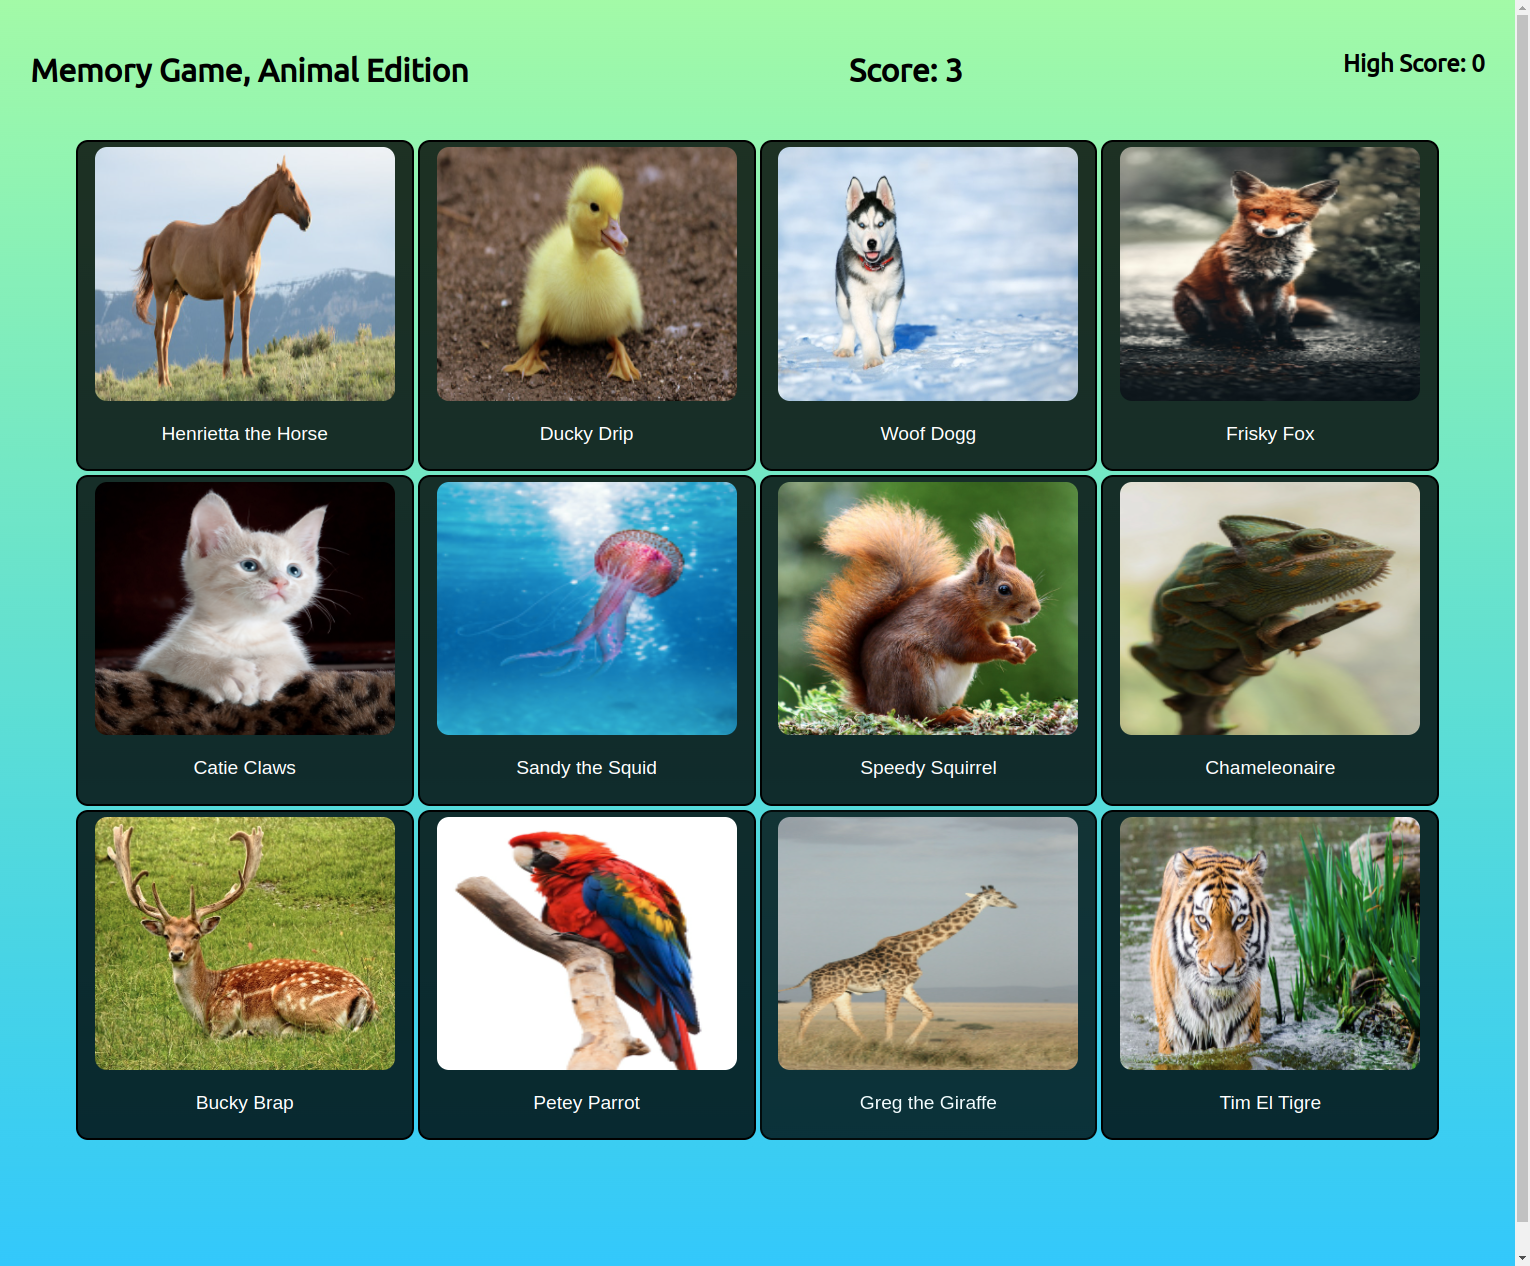 Memory Game, Animal Edition
Score: 3
High Score: 0
Henrietta the Horse
Ducky Drip
Woof Dogg
Frisky Fox
Catie Claws
Sandy the Squid
Speedy Squirrel
Chameleonaire
Bucky Brap
Petey Parrot
Greg the Giraffe
Tim El Tigre